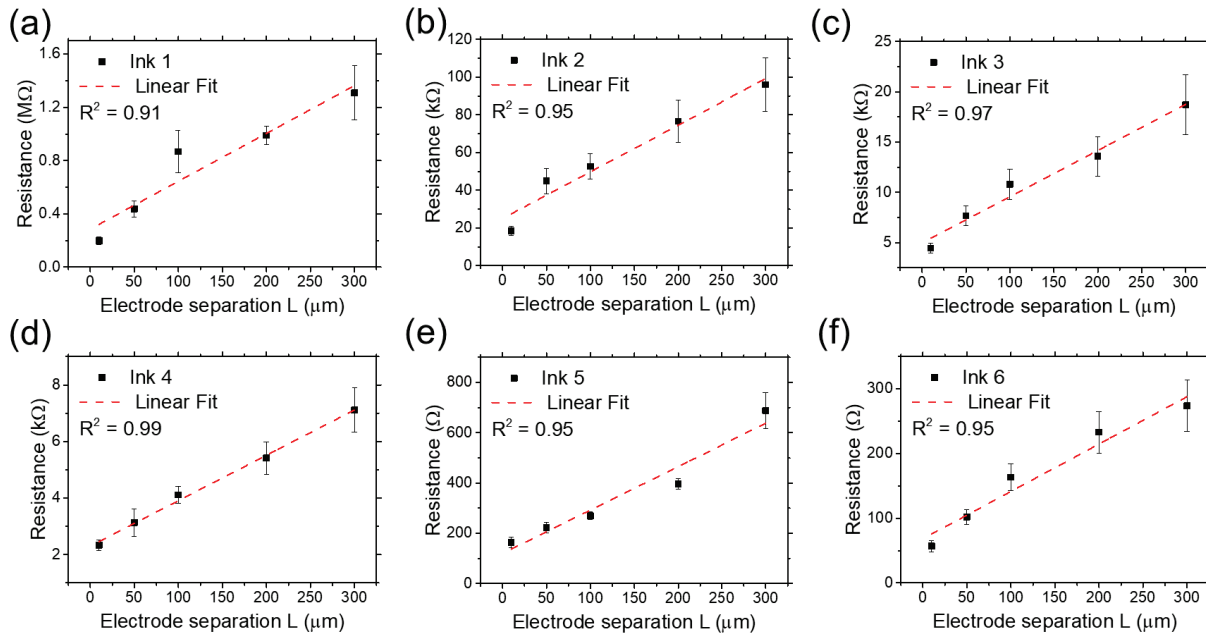 (a)
Ink 1
Linear Fit
R² = 0.91
Resistance (MΩ)
1.6
1.2
0.8
0.4
0.0
0 50 100 150 200 250 300
Electrode separation L (μm)
(b)
Ink 2
Linear Fit
R² = 0.95
Resistance (kΩ)
120
100
80
60
40
20
0
0 50 100 150 200 250 300
Electrode separation L (μm)
(c)
Ink 3
Linear Fit
R² = 0.97
Resistance (kΩ)
25
20
15
10
5
0 50 100 150 200 250 300
Electrode separation L (μm)
(d)
Ink 4
Linear Fit
R² = 0.99
Resistance (kΩ)
8
6
4
2
0 50 100 150 200 250 300
Electrode separation L (μm)
(e)
Ink 5
Linear Fit
R² = 0.95
Resistance (Ω)
800
600
400
200
0
0 50 100 150 200 250 300
Electrode separation L (μm)
(f)
Ink 6
Linear Fit
R² = 0.95
Resistance (Ω)
300
200
100
0
0 50 100 150 200 250 300
Electrode separation L (μm)